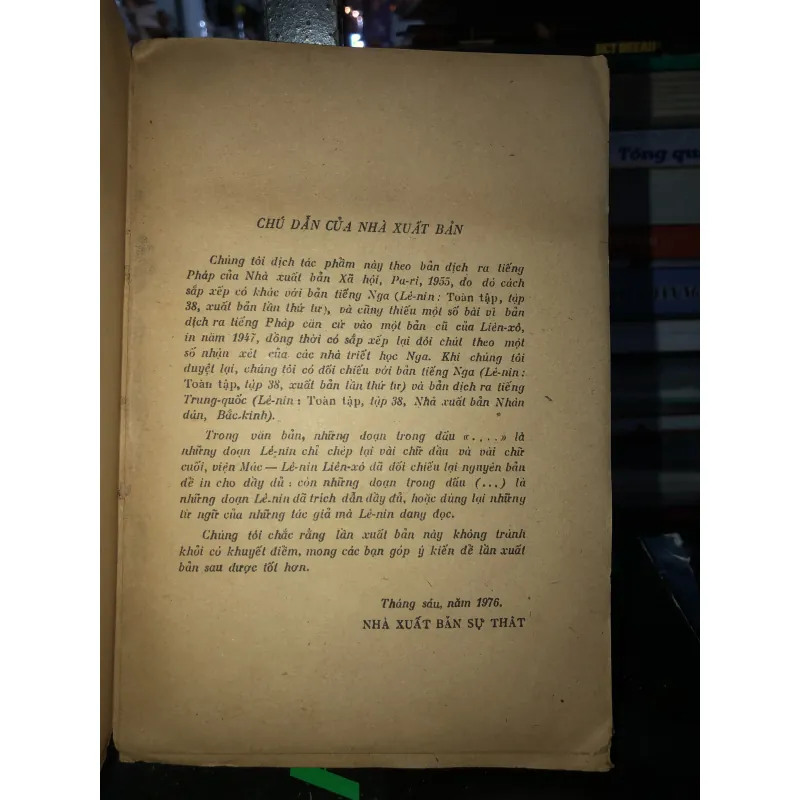 UCT BREAU
Tổng qu
CHÚ DẪN CỦA NHÀ XUẤT BẢN
Chúng tôi dịch tác phẩm này theo bản dịch ra tiếng
Pháp của Nhà xuất bản Xã hội, Pa-ri, 1955, do đó cách
sắp xếp có khác với bản tiếng Nga (Lê-nin : Toàn tập, tập
38, xuất bản lần thứ tư), và cũng thiếu một số bài vì bản
dịch ra tiếng Pháp căn cứ vào một bản cũ của Liên-xô,
in năm 1947, đồng thời có sắp xếp lại đôi chút theo một
số nhận xét của các nhà triết học Nga. Khi chúng tôi
duyệt lại, chúng tôi có đối chiếu với bản tiếng Nga (Lê-nin :
Toàn tập, tập 38, xuất bản lần thứ tư) và bản dịch ra tiếng
Trung-quốc (Lê-nin : Toàn tập, tập 38, Nhà xuất bản Nhân
dân, Bắc-kinh).
Trong văn bản, những đoạn trong dấu «. , . .» là
những đoạn Lê-nin chỉ chép lại vài chữ đầu và vài chữ
cuối, viện Mác — Lê-nin Liên-xô đã đối chiếu lại nguyên bản
để in cho đầy đủ ; còn những đoạn trong dấu (...) là
những đoạn Lê-nin đã trích dẫn đầy đủ, hoặc dùng lại những
từ ngữ của những tác giả mà Lê-nin đang đọc.
Chúng tôi chắc rằng lần xuất bản này không tránh
khỏi có khuyết điểm, mong các bạn góp ý kiến để lần xuất
bản sau được tốt hơn.
Tháng sáu, năm 1976.
NHÀ XUẤT BẢN SỰ THẬT